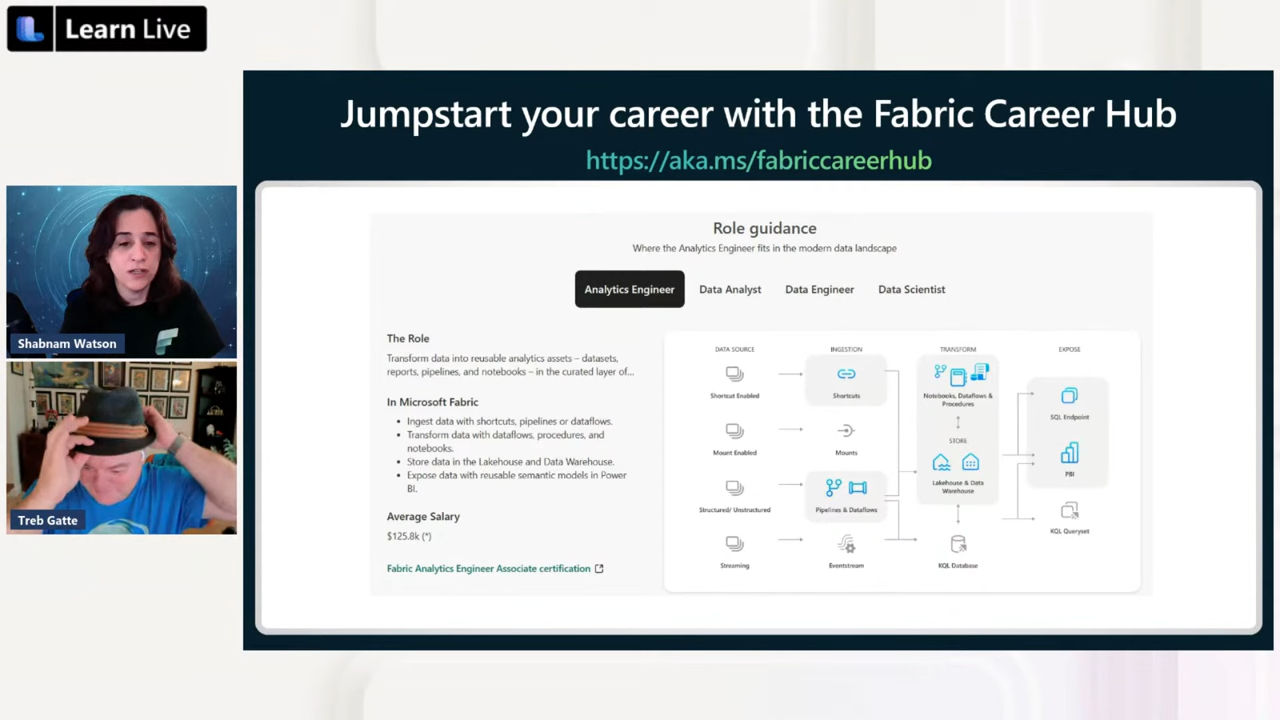 Learn Live
Jumpstart your career with the Fabric Career Hub
https://aka.ms/fabriccareerhub
Role guidance
Where the Analytics Engineer fits in the modern data landscape
Analytics Engineer
Data Analyst
Data Engineer
Data Scientist
The Role
Transform data into reusable analytics assets – datasets,
reports, pipelines, and notebooks – in the curated layer of...
In Microsoft Fabric
• Ingest data with shortcuts, pipelines or dataflows.
• Transform data with dataflows, procedures, and
notebooks.
• Store data in the Lakehouse and Data Warehouse.
• Expose data with reusable semantic models in Power
BI.
Average Salary
$125.8k (*)
Fabric Analytics Engineer Associate certification
DATA SOURCE
INGESTION
TRANSFORM
EXPOSE
Shortcut Enabled
Shortcuts
Notebooks, Dataflows &
Procedures
SQL Endpoint
Mount Enabled
Mounts
STORE
PBI
Structured/ Unstructured
Pipelines & Dataflows
Lakehouse & Data
Warehouse
KQL Queryset
Streaming
Eventstream
KQL Database
Shabnam Watson
Treb Gatte